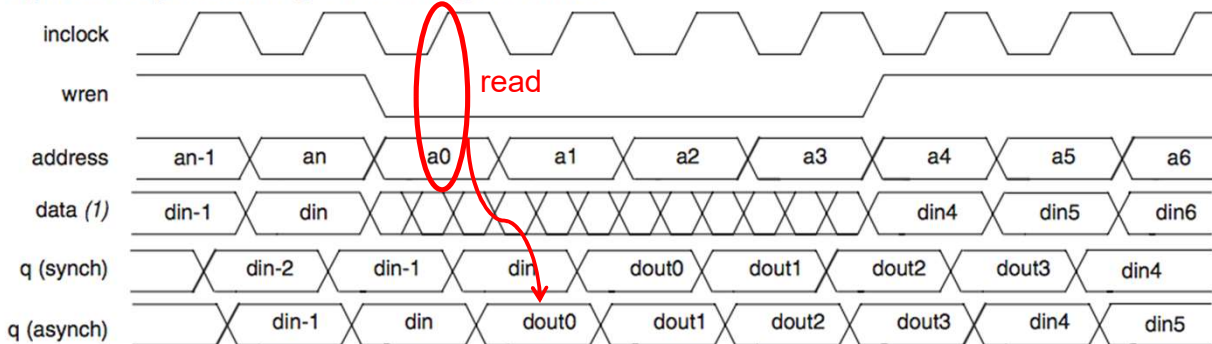 inclock
wren read
address an-1 an a0 a1 a2 a3 a4 a5 a6
data (1) din-1 din din4 din5 din6
q (synch) din-2 din-1 din dout0 dout1 dout2 dout3 din4
q (asynch) din-1 din dout0 dout1 dout2 dout3 din4 din5